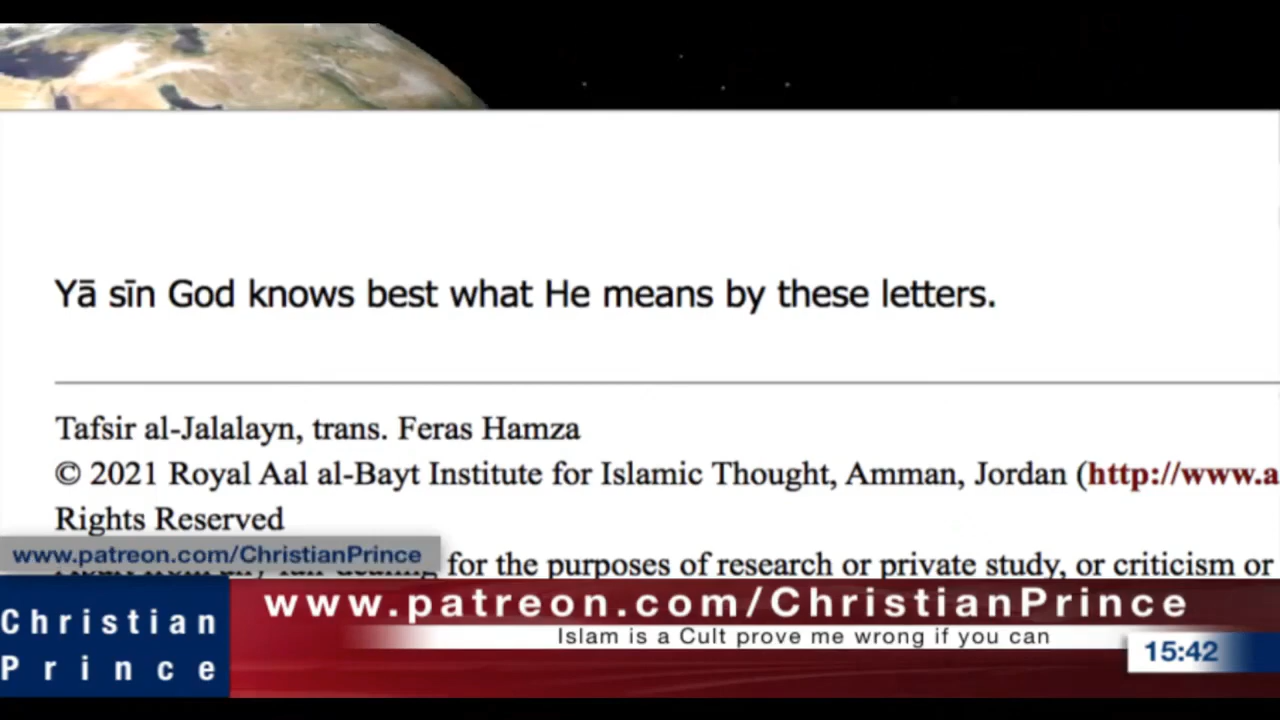 Yā sīn God knows best what He means by these letters.
Tafsir al-Jalalayn, trans. Feras Hamza
© 2021 Royal Aal al-Bayt Institute for Islamic Thought, Amman, Jordan (http://www.a
Rights Reserved
www.patreon.com/ChristianPrince
for the purposes of research or private study, or criticism or
www.patreon.com/ChristianPrince
Islam is a Cult prove me wrong if you can
Christian
Prince
15:42